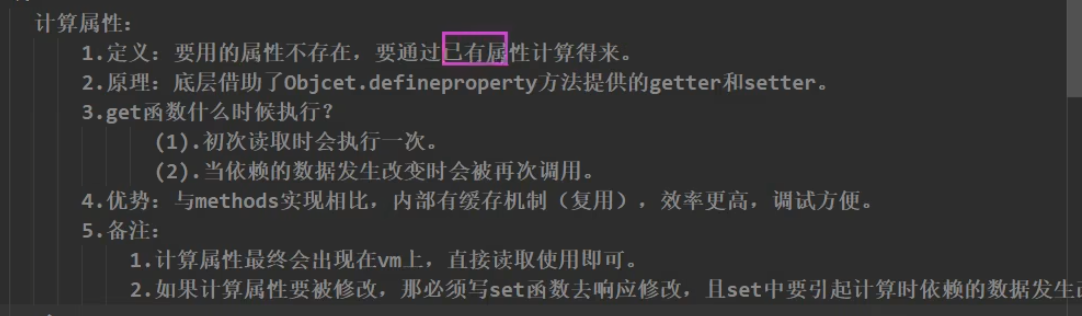 计算属性:
1.定义：要用的属性不存在，要通过已有属性计算得来。
2.原理：底层借助了Objcet.defineproperty方法提供的getter和setter。
3.get函数什么时候执行？
(1).初次读取时会执行一次。
(2).当依赖的数据发生改变时会被再次调用。
4.优势：与methods实现相比，内部有缓存机制（复用），效率更高，调试方便。
5.备注：
1.计算属性最终会出现在vm上，直接读取使用即可。
2.如果计算属性要被修改，那必须写set函数去响应修改，且set中要引起计算时依赖的数据发生